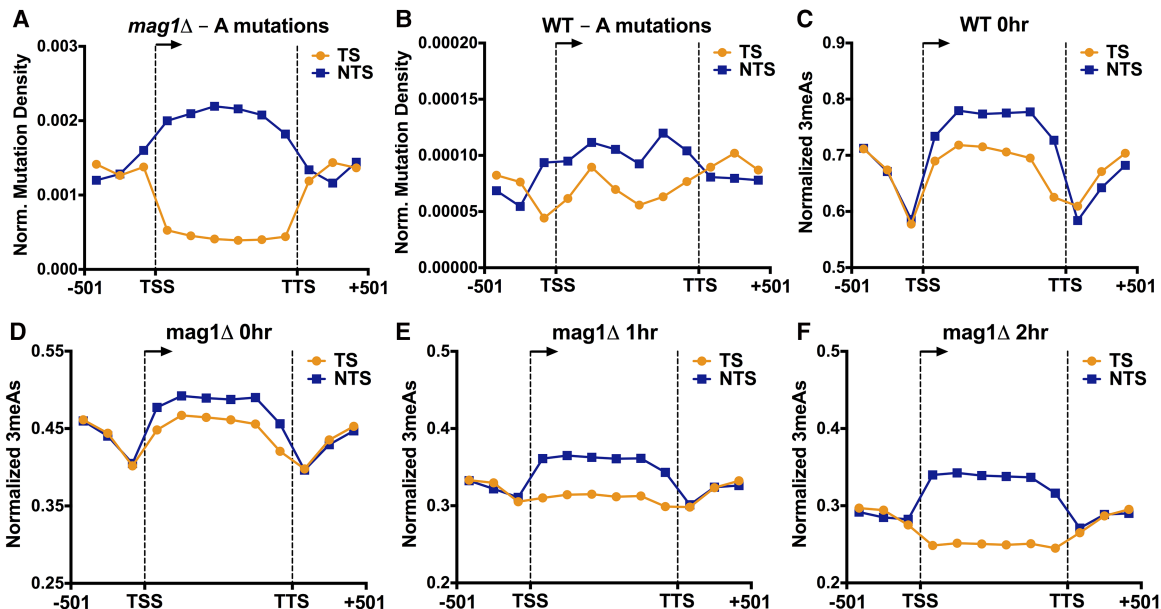 A
mag1Δ – A mutations
Norm. Mutation Density
0.003
0.002
0.001
0.000
TS
NTS
-501
TSS
TTS
+501
B
WT – A mutations
Norm. Mutation Density
0.00020
0.00015
0.00010
0.00005
0.00000
TS
NTS
-501
TSS
TTS
+501
C
WT 0hr
Normalized 3meAs
0.9
0.8
0.7
0.6
0.5
TS
NTS
-501
TSS
TTS
+501
D
mag1Δ 0hr
Normalized 3meAs
0.55
0.45
0.35
0.25
TS
NTS
-501
TSS
TTS
+501
E
mag1Δ 1hr
Normalized 3meAs
0.5
0.4
0.3
0.2
TS
NTS
-501
TSS
TTS
+501
F
mag1Δ 2hr
Normalized 3meAs
0.5
0.4
0.3
0.2
TS
NTS
-501
TSS
TTS
+501